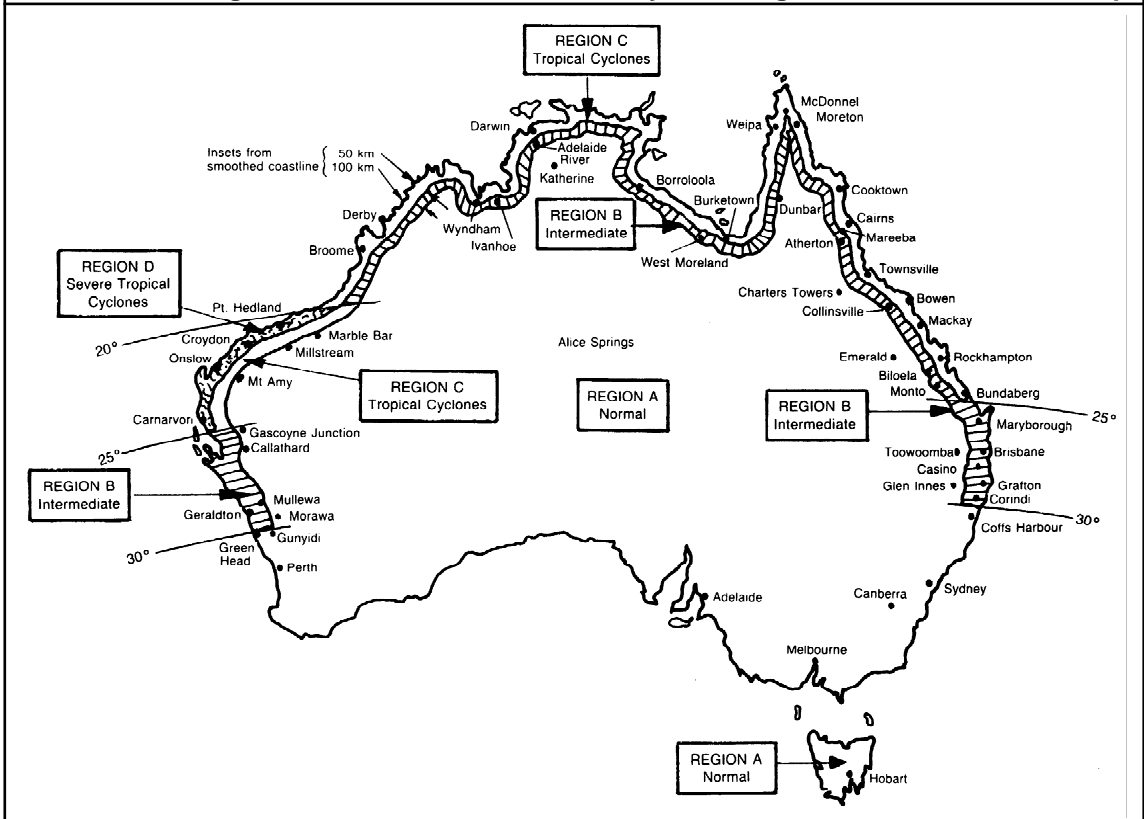 REGION C
Tropical Cyclones
McDonnel
Moreton
Weipa
Darwin
Adelaide
River
Katherine
Insets from
smoothed coastline
50 km
100 km
Borroloola
Burketown
Cooktown
Dunbar
Cairns
Mareeba
Atherton
REGION B
Intermediate
West Moreland
Derby
Wyndham
Ivanhoe
Broome
REGION D
Severe Tropical
Cyclones
Pt. Hedland
20°
Croydon
Onslow
Marble Bar
Millstream
Mt Amy
Alice Springs
Townsville
Charters Towers
Bowen
Collinsville
Mackay
Emerald
Rockhampton
Biloela
Monto
Bundaberg
REGION C
Tropical Cyclones
REGION A
Normal
REGION B
Intermediate
25°
Maryborough
Carnarvon
Gascoyne Junction
Callathard
25°
Toowoomba
Brisbane
Casino
Glen Innes
Grafton
Corindi
30°
Coffs Harbour
REGION B
Intermediate
Mullewa
Geraldton
Morawa
Gunyidi
30°
Green
Head
Perth
Adelaide
Canberra
Sydney
Melbourne
REGION A
Normal
Hobart